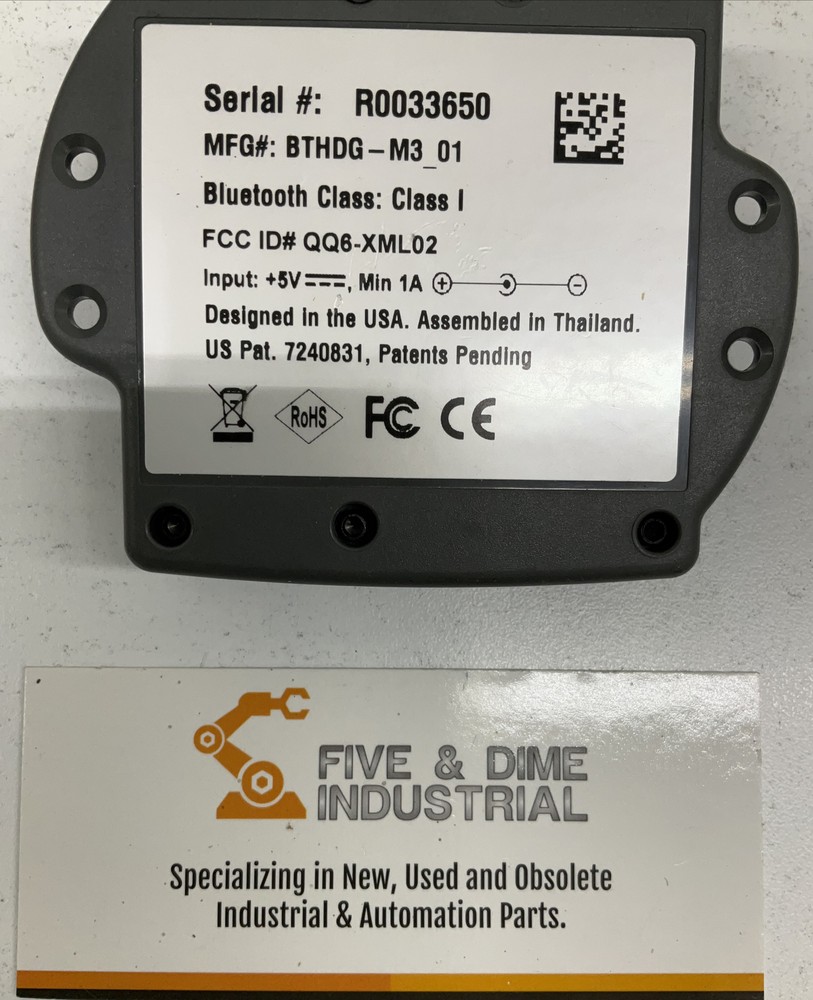 Serial #: R0033650
MFG#: BTHDG-M3_01
Bluetooth Class: Class I
FCC ID# QQ6-XML02
Input: +5V⎓, Min 1A
Designed in the USA. Assembled in Thailand.
US Pat. 7240831, Patents Pending
RoHS FC CE
FIVE & DIME
INDUSTRIAL
Specializing in New, Used and Obsolete
Industrial & Automation Parts.